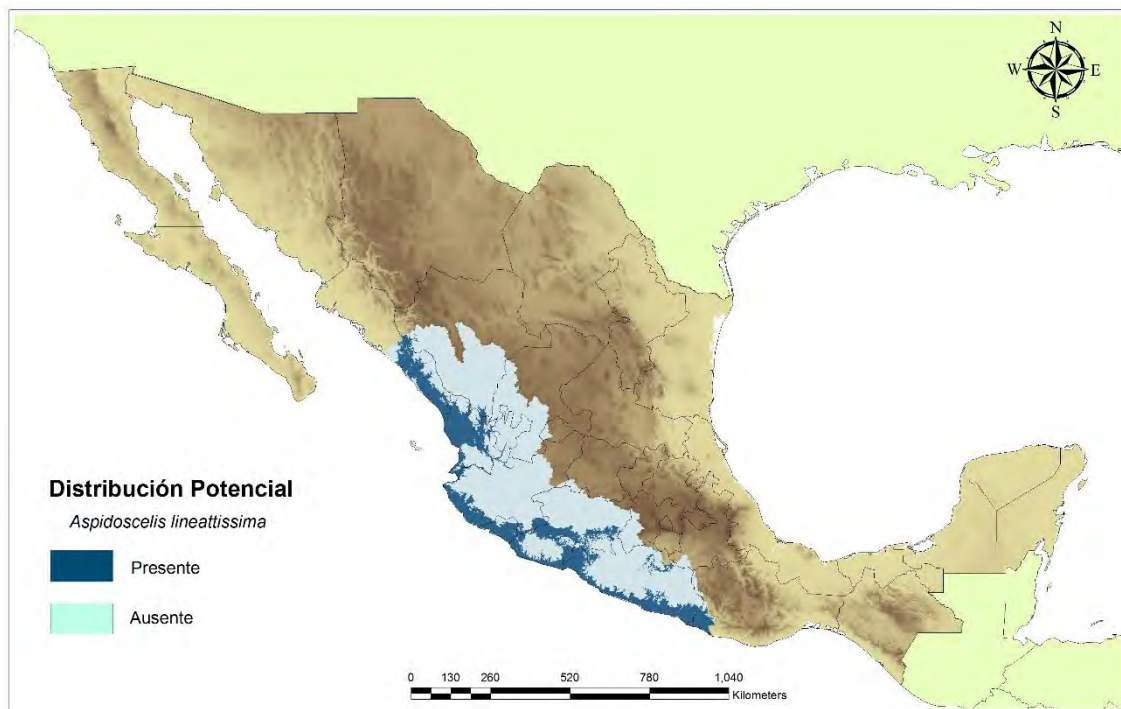 N
W E
S
Distribución Potencial
Aspidoscelis lineattissima
Presente
Ausente
0 130 260 520 780 1,040
Kilometers